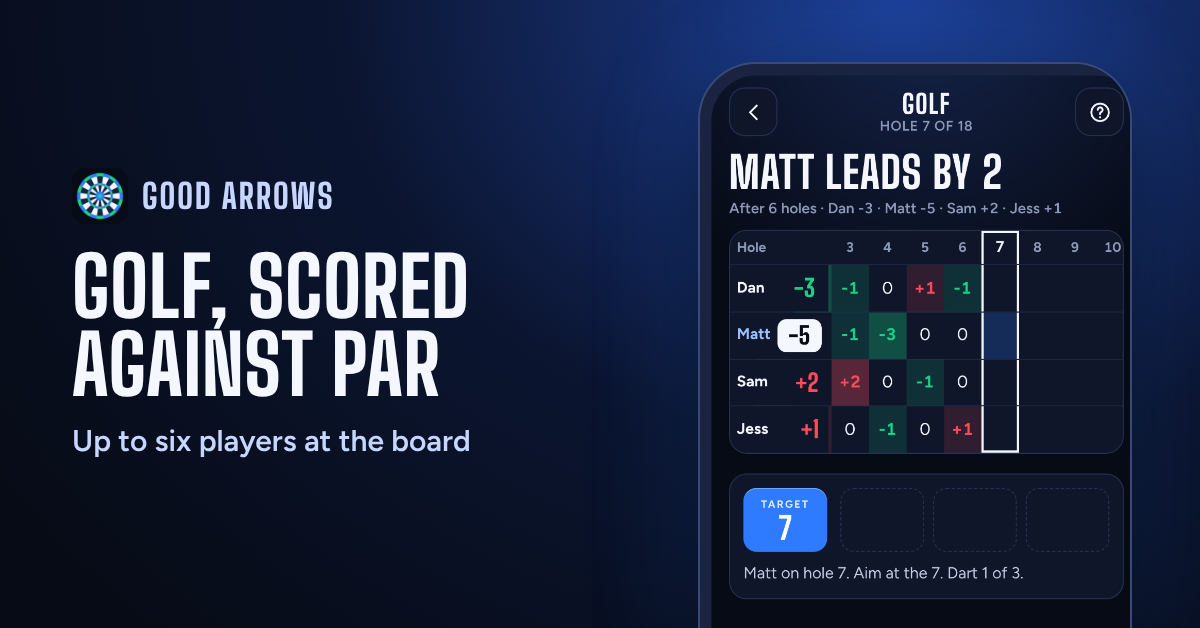 GOOD ARROWS
GOLF, SCORED
AGAINST PAR
Up to six players at the board
GOLF
HOLE 7 OF 18
MATT LEADS BY 2
After 6 holes · Dan -3 · Matt -5 · Sam +2 · Jess +1
Hole 3 4 5 6 7 8 9 10
Dan -3 -1 0 +1 -1
Matt -5 -1 -3 0 0
Sam +2 +2 0 -1 0
Jess +1 0 -1 0 +1
TARGET
7
Matt on hole 7. Aim at the 7. Dart 1 of 3.